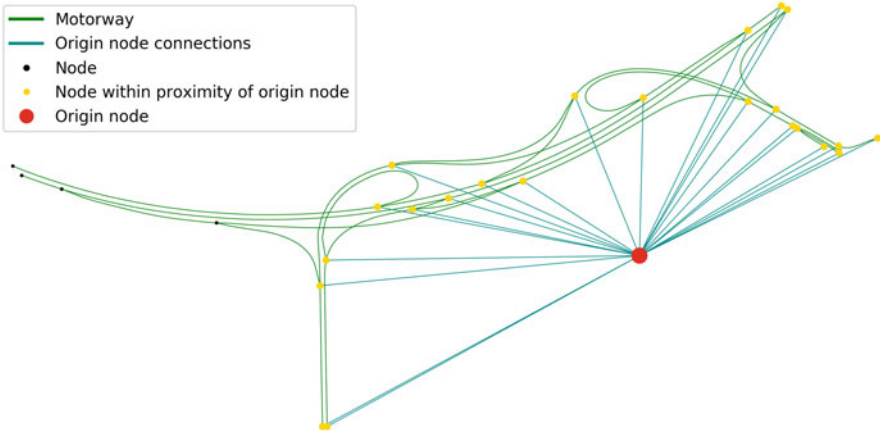 Motorway
Origin node connections
Node
Node within proximity of origin node
Origin node